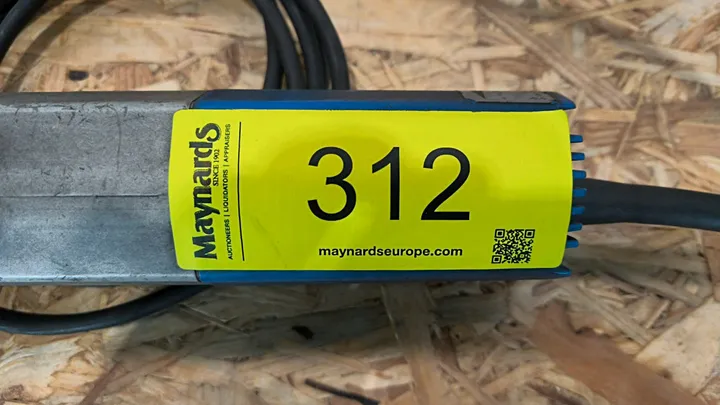 Maynards
SINCE 1902
AUCTIONEERS | LIQUIDATORS | APPRAISERS
312
maynardseurope.com